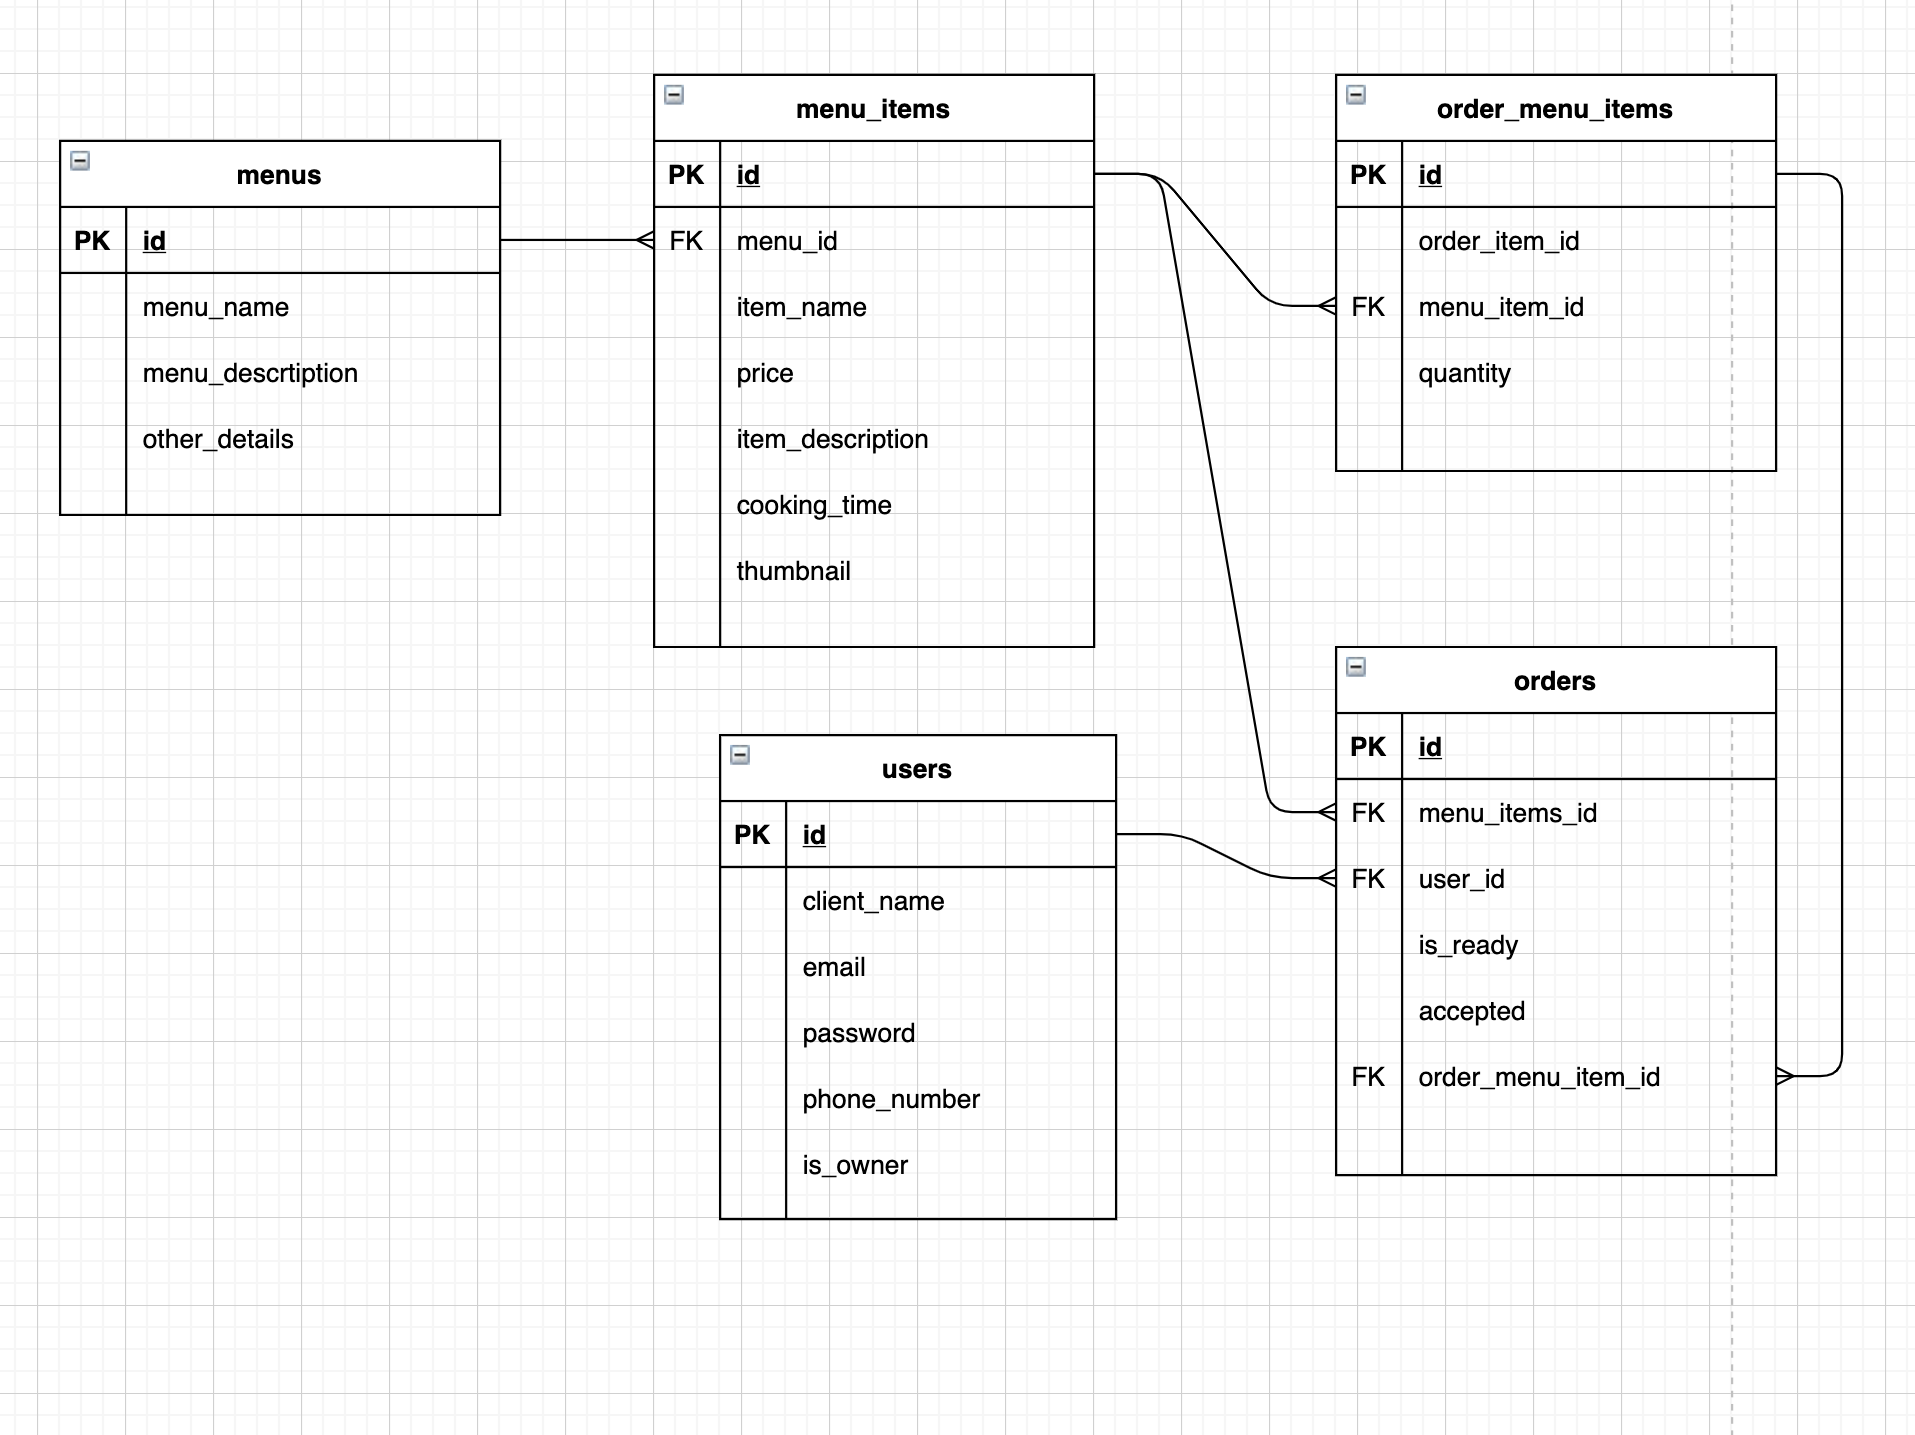 menus
PK id
menu_name
menu_descrtiption
other_details
menu_items
PK id
FK menu_id
item_name
price
item_description
cooking_time
thumbnail
order_menu_items
PK id
order_item_id
FK menu_item_id
quantity
users
PK id
client_name
email
password
phone_number
is_owner
orders
PK id
FK menu_items_id
FK user_id
is_ready
accepted
FK order_menu_item_id